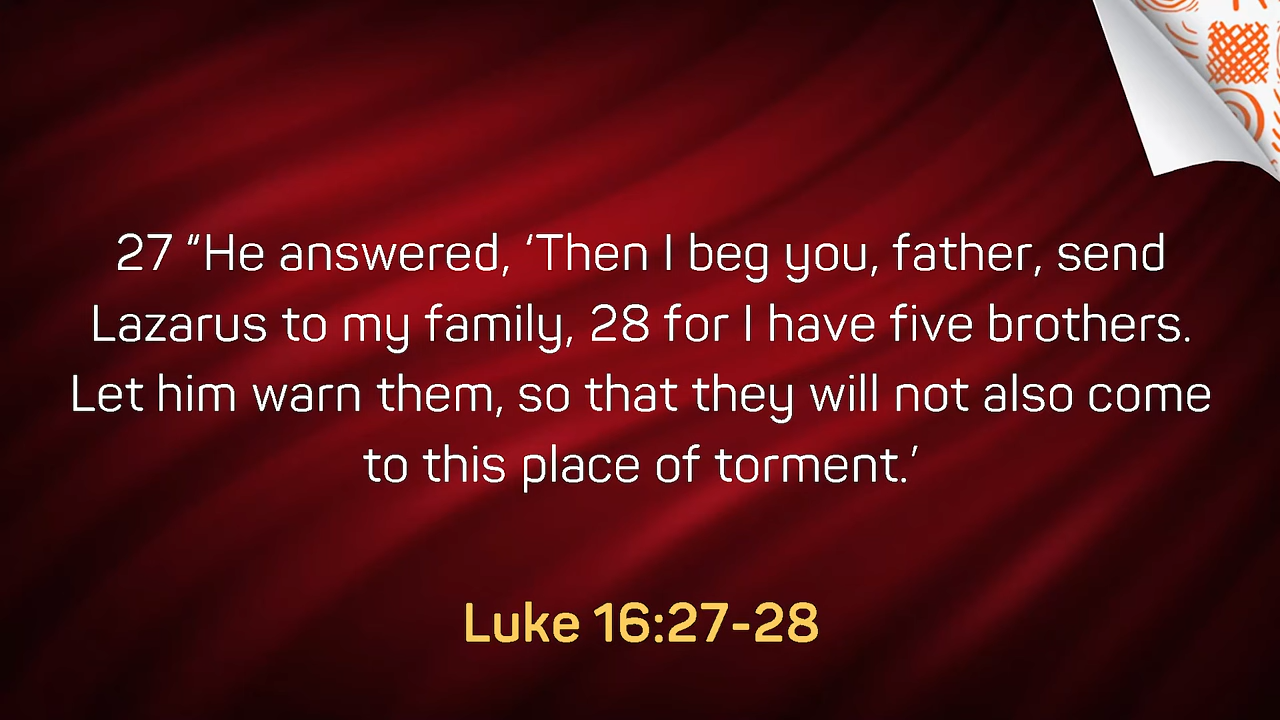 27 “He answered, ‘Then I beg you, father, send
Lazarus to my family, 28 for I have five brothers.
Let him warn them, so that they will not also come
to this place of torment.’
Luke 16:27-28